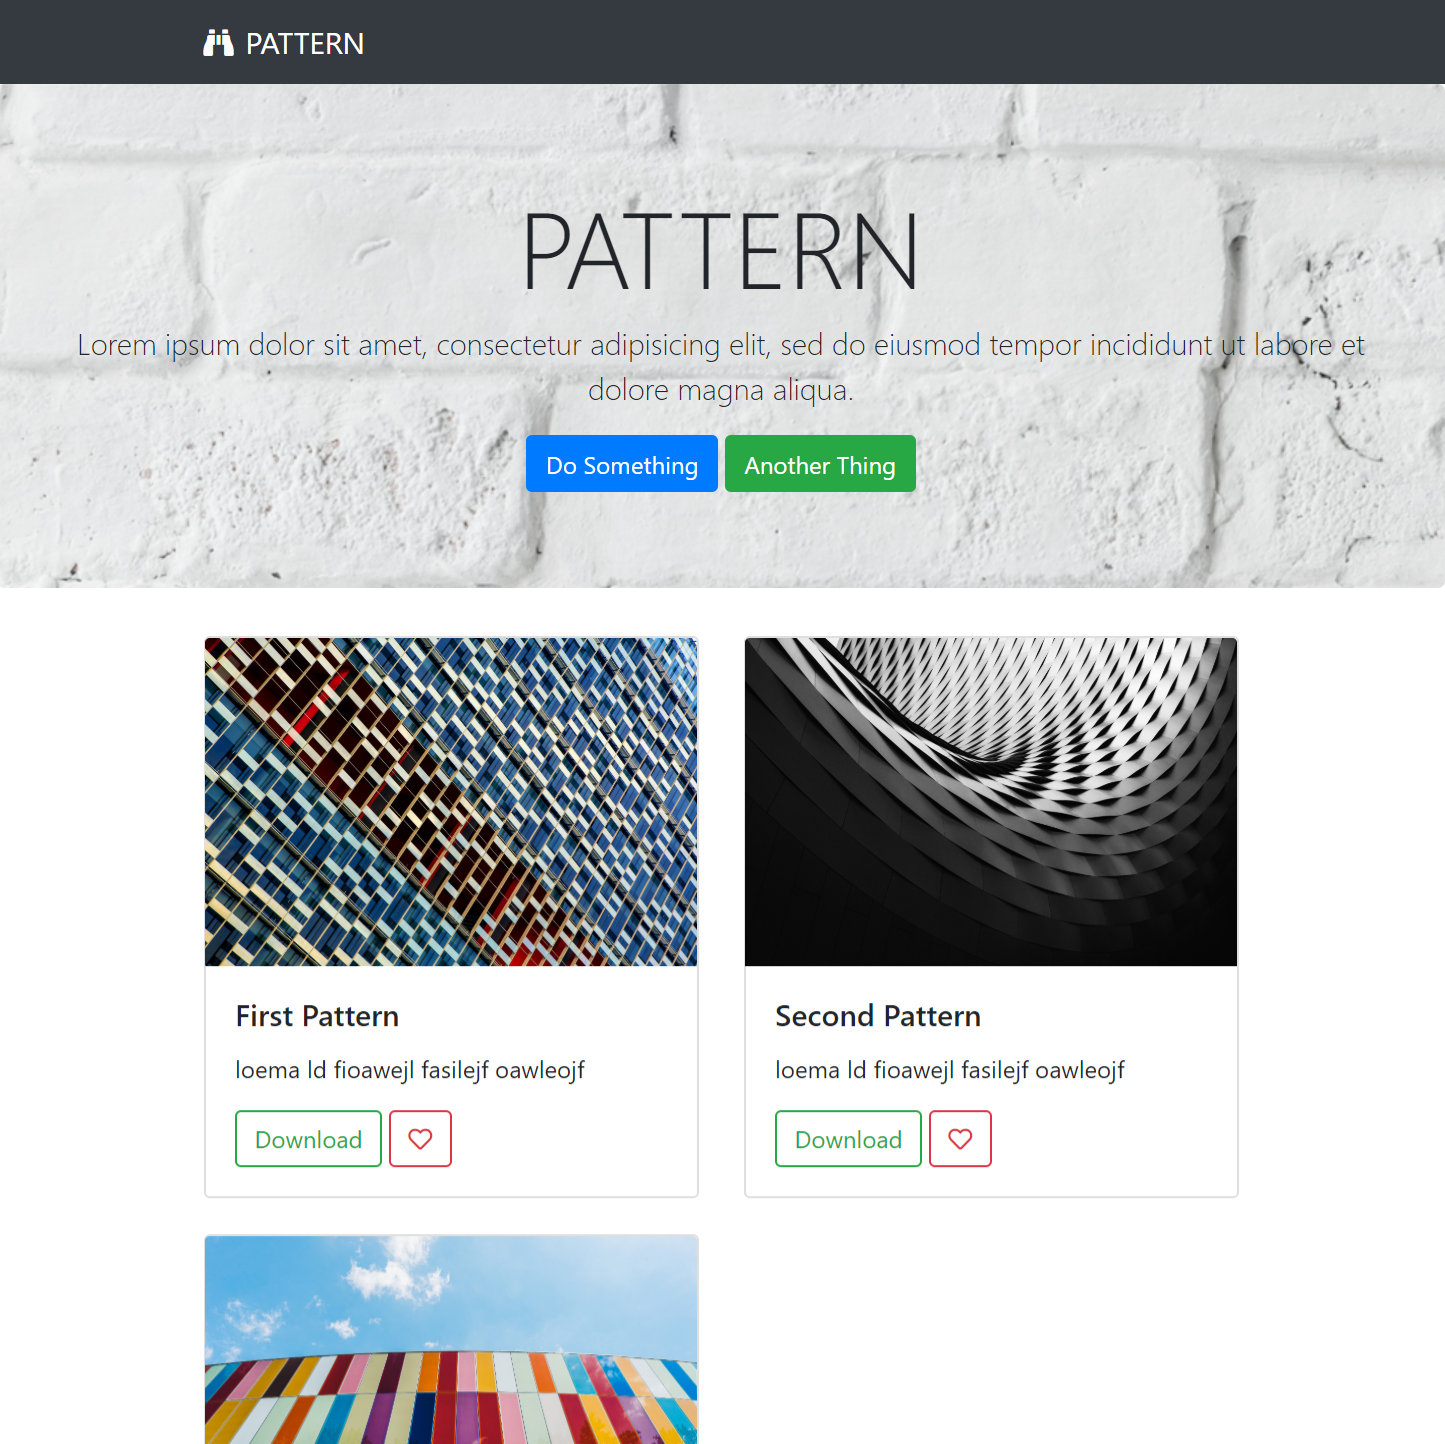 PATTERN
PATTERN
Lorem ipsum dolor sit amet, consectetur adipisicing elit, sed do eiusmod tempor incididunt ut labore et
dolore magna aliqua.
Do Something Another Thing
First Pattern
loema ld fioawejl fasilejf oawleojf
Download
Second Pattern
loema ld fioawejl fasilejf oawleojf
Download